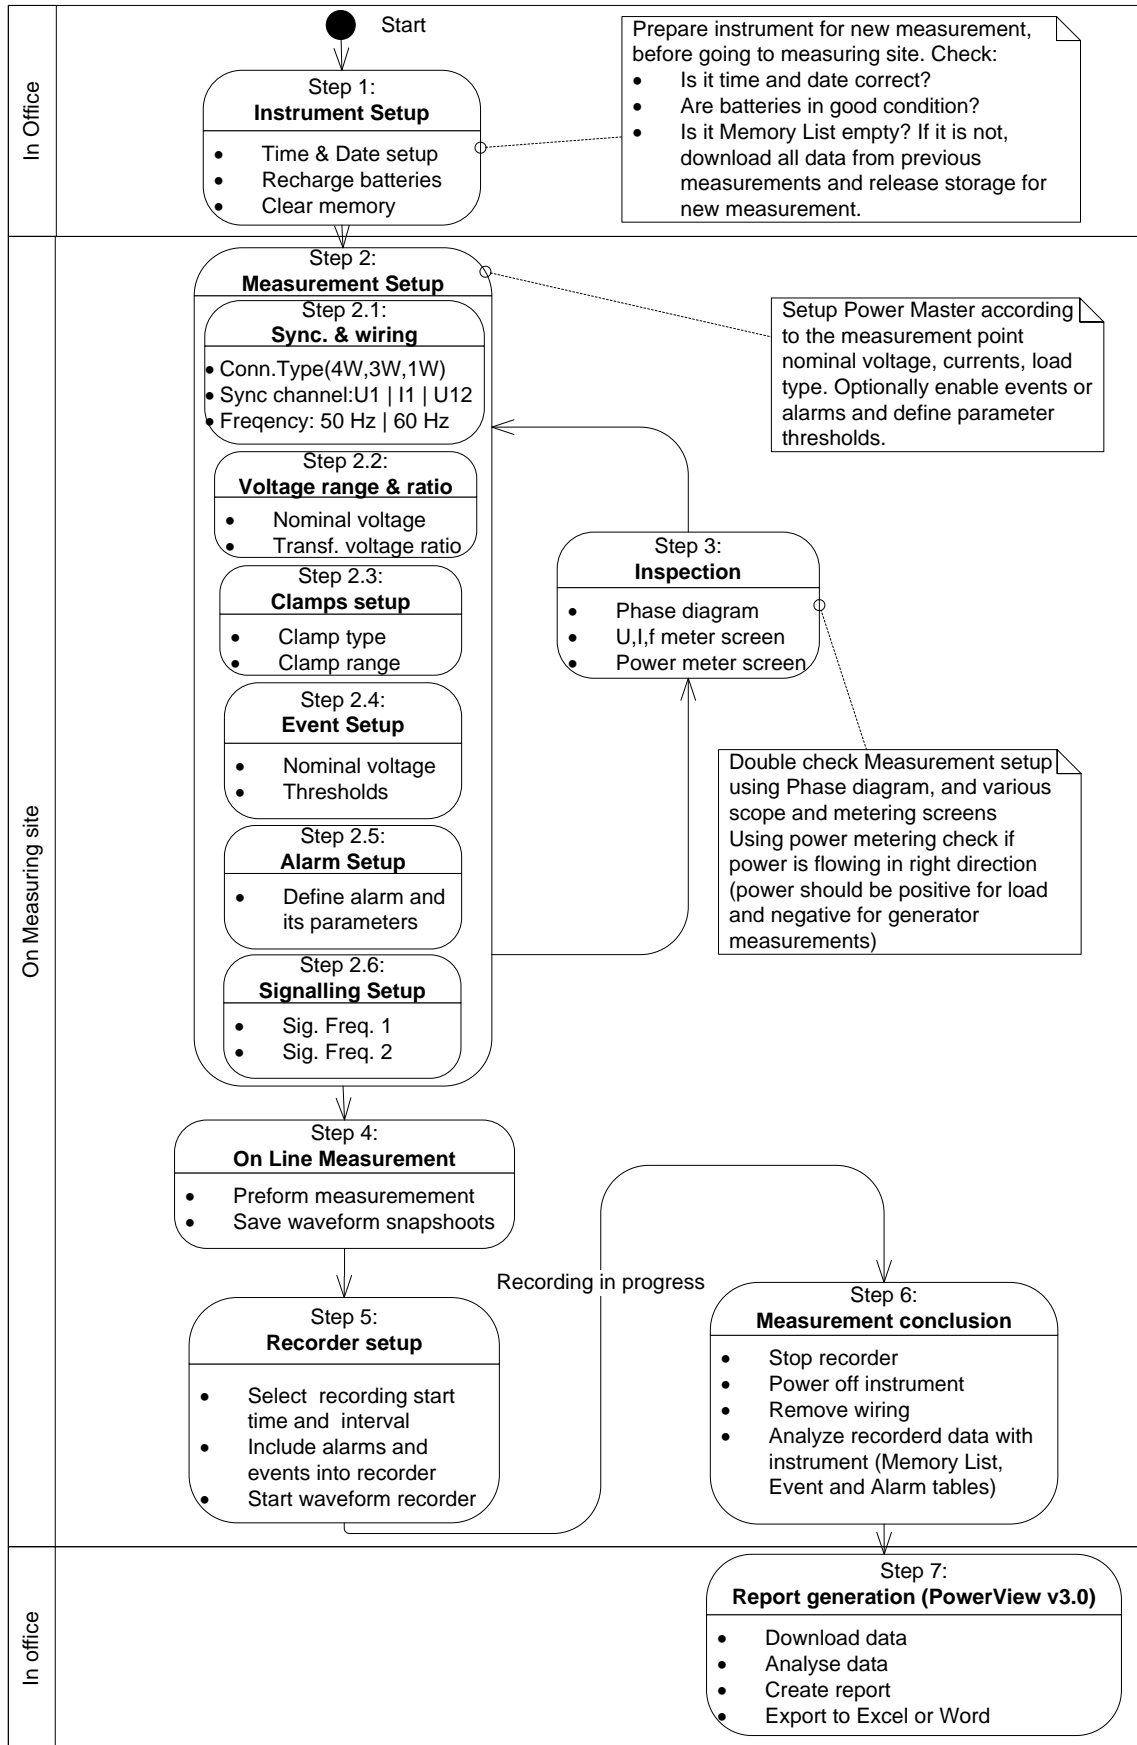 In Office
Start
Step 1:
Instrument Setup
• Time & Date setup
• Recharge batteries
• Clear memory
Prepare instrument for new measurement,
before going to measuring site. Check:
• Is it time and date correct?
• Are batteries in good condition?
• Is it Memory List empty? If it is not,
download all data from previous
measurements and release storage for
new measurement.
On Measuring site
Step 2:
Measurement Setup
Step 2.1:
Sync. & wiring
• Conn.Type(4W,3W,1W)
• Sync channel:U1 | I1 | U12
• Freqency: 50 Hz | 60 Hz
Step 2.2:
Voltage range & ratio
• Nominal voltage
• Transf. voltage ratio
Step 2.3:
Clamps setup
• Clamp type
• Clamp range
Step 2.4:
Event Setup
• Nominal voltage
• Thresholds
Step 2.5:
Alarm Setup
• Define alarm and
its parameters
Step 2.6:
Signalling Setup
• Sig. Freq. 1
• Sig. Freq. 2
Setup Power Master according
to the measurement point
nominal voltage, currents, load
type. Optionally enable events or
alarms and define parameter
thresholds.
Step 3:
Inspection
• Phase diagram
• U,I,f meter screen
• Power meter screen
Double check Measurement setup
using Phase diagram, and various
scope and metering screens
Using power metering check if
power is flowing in right direction
(power should be positive for load
and negative for generator
measurements)
Step 4:
On Line Measurement
• Preform measuremement
• Save waveform snapshoots
Step 5:
Recorder setup
• Select recording start
time and interval
• Include alarms and
events into recorder
• Start waveform recorder
Recording in progress
Step 6:
Measurement conclusion
• Stop recorder
• Power off instrument
• Remove wiring
• Analyze recorderd data with
instrument (Memory List,
Event and Alarm tables)
In office
Step 7:
Report generation (PowerView v3.0)
• Download data
• Analyse data
• Create report
• Export to Excel or Word